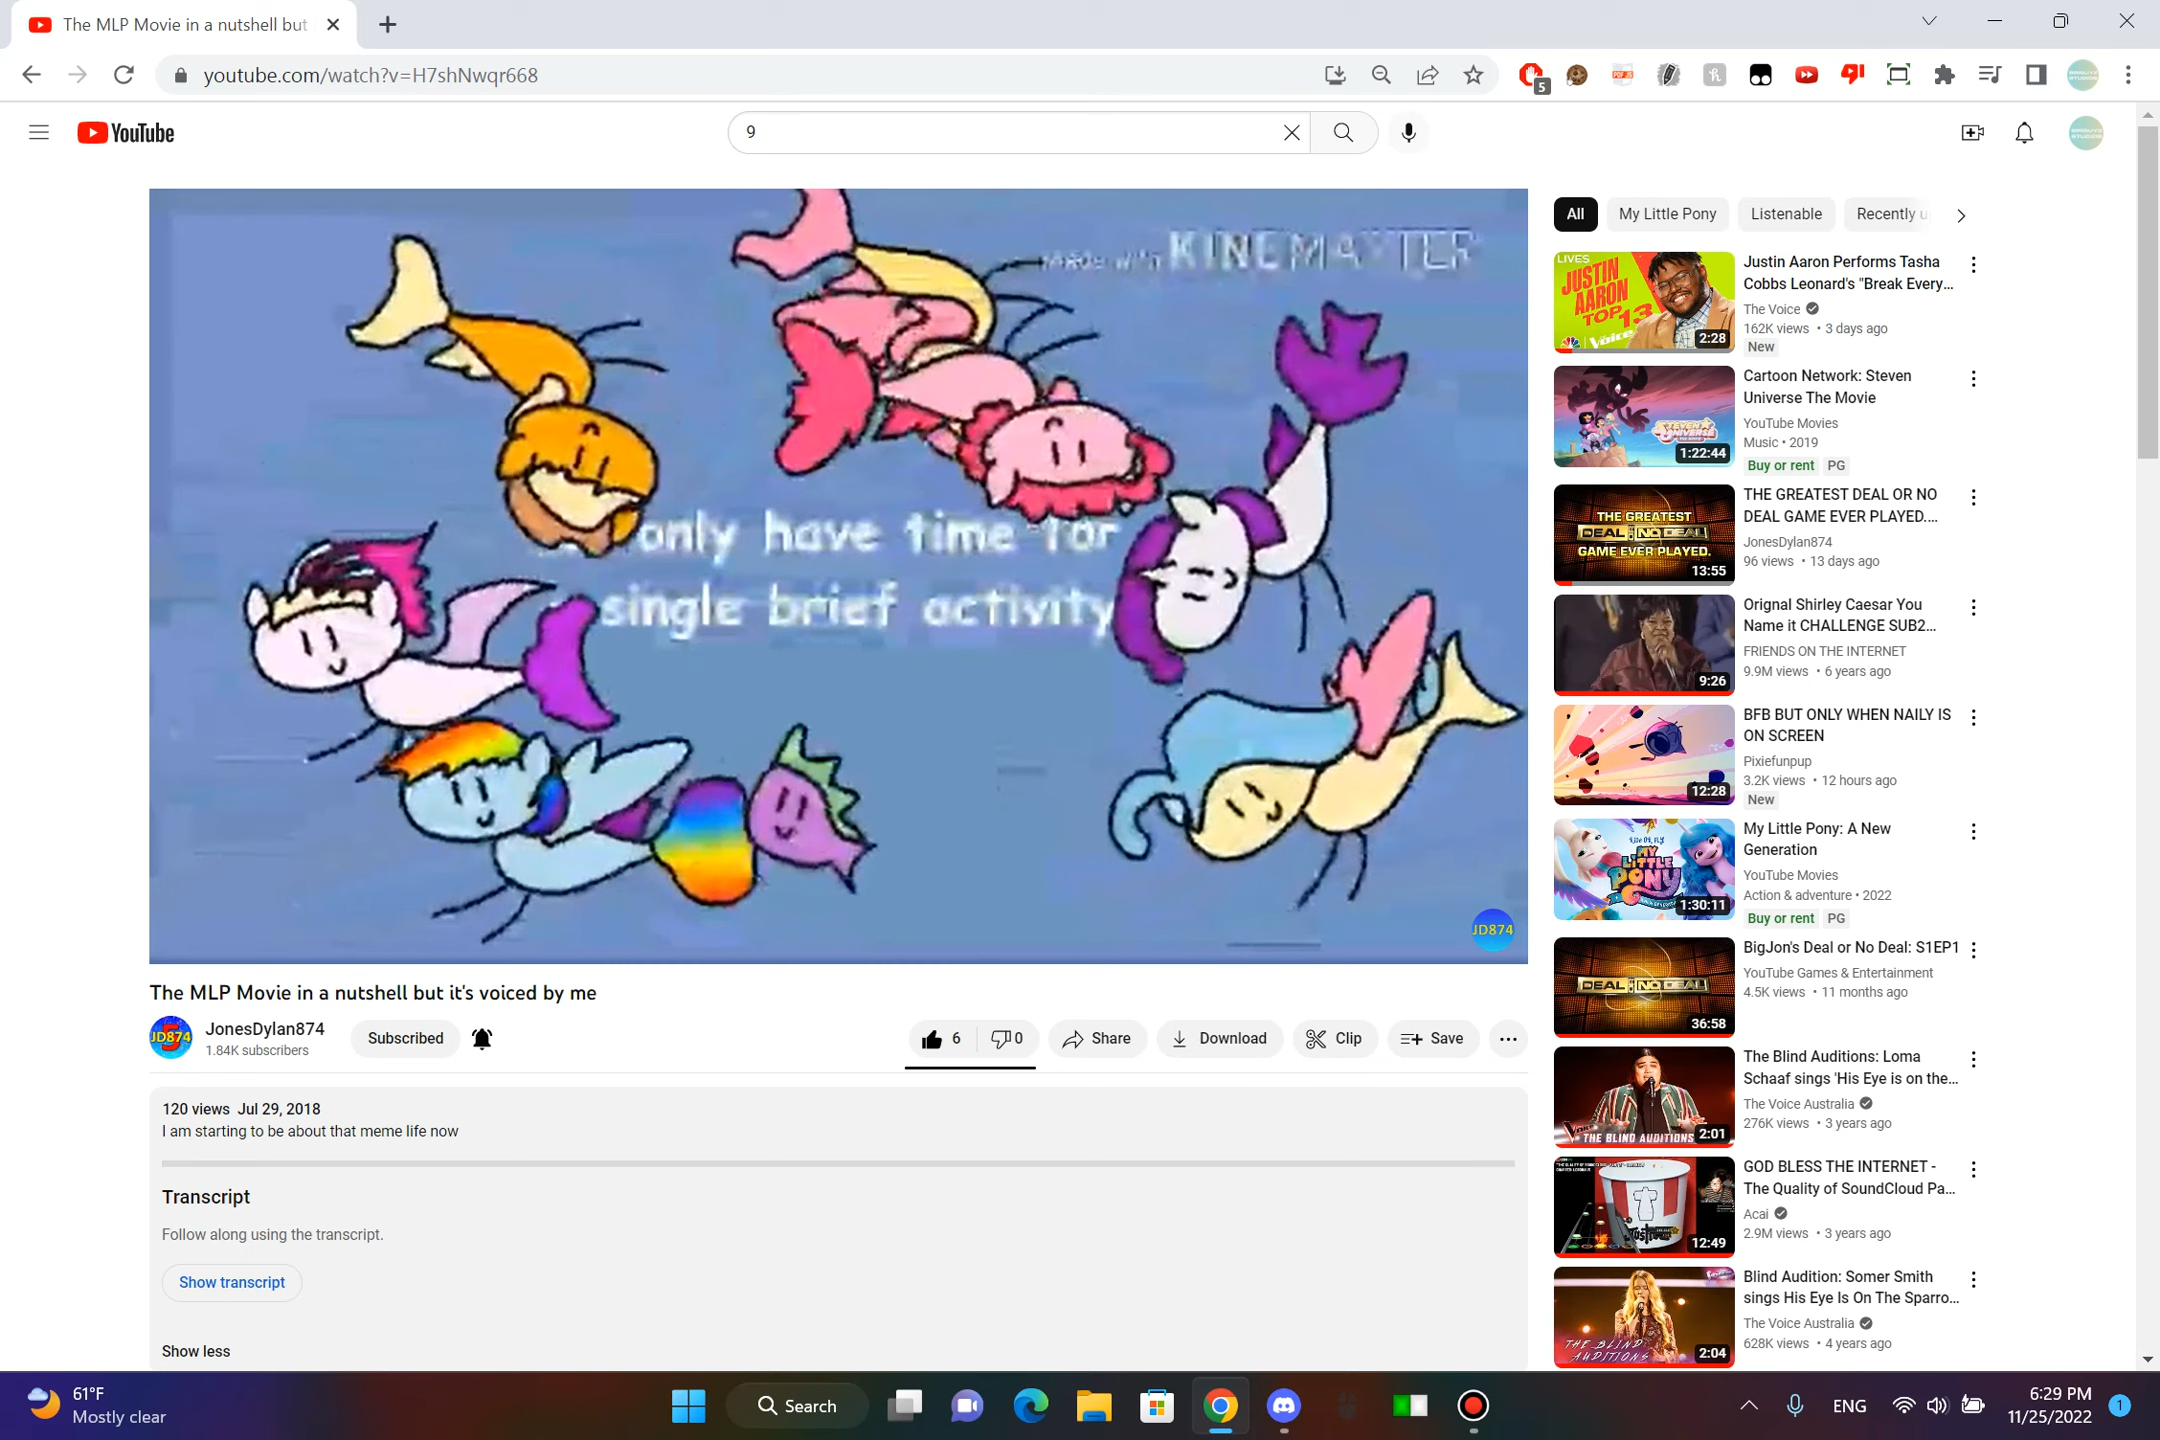 The MLP Movie in a nutshell but
youtube.com/watch?v=H7shNwqr668
5
YouTube
9
MADE WITH KINEMASTER
only have time for
single brief activity
JD874
The MLP Movie in a nutshell but it's voiced by me
JD874
JonesDylan874
1.84K subscribers
Subscribed
6
0
Share
Download
Clip
Save
120 views Jul 29, 2018
I am starting to be about that meme life now
Transcript
Follow along using the transcript.
Show transcript
Show less
All
My Little Pony
Listenable
Recently u
LIVES
JUSTIN
AARON
TOP 13
Voice
2:28
Justin Aaron Performs Tasha
Cobbs Leonard's "Break Every...
The Voice
162K views • 3 days ago
New
STEVEN UNIVERSE
1:22:44
Cartoon Network: Steven
Universe The Movie
YouTube Movies
Music • 2019
Buy or rent PG
THE GREATEST
DEAL OR NO DEAL
GAME EVER PLAYED.
13:55
THE GREATEST DEAL OR NO
DEAL GAME EVER PLAYED....
JonesDylan874
96 views • 13 days ago
9:26
Orignal Shirley Caesar You
Name it CHALLENGE SUB2...
FRIENDS ON THE INTERNET
9.9M views • 6 years ago
12:28
BFB BUT ONLY WHEN NAILY IS
ON SCREEN
Pixiefunpup
3.2K views • 12 hours ago
New
MY
LITTLE
PONY
1:30:11
My Little Pony: A New
Generation
YouTube Movies
Action & adventure • 2022
Buy or rent PG
DEAL NO DEAL
36:58
BigJon's Deal or No Deal: S1EP1
YouTube Games & Entertainment
4.5K views • 11 months ago
THE BLIND AUDITIONS
2:01
The Blind Auditions: Loma
Schaaf sings 'His Eye is on the...
The Voice Australia
276K views • 3 years ago
12:49
GOD BLESS THE INTERNET -
The Quality of SoundCloud Pa...
Acai
2.9M views • 3 years ago
THE BLIND
AUDITIONS
2:04
Blind Audition: Somer Smith
sings His Eye Is On The Sparro...
The Voice Australia
628K views • 4 years ago
61°F
Mostly clear
Search
ENG
6:29 PM
11/25/2022
1